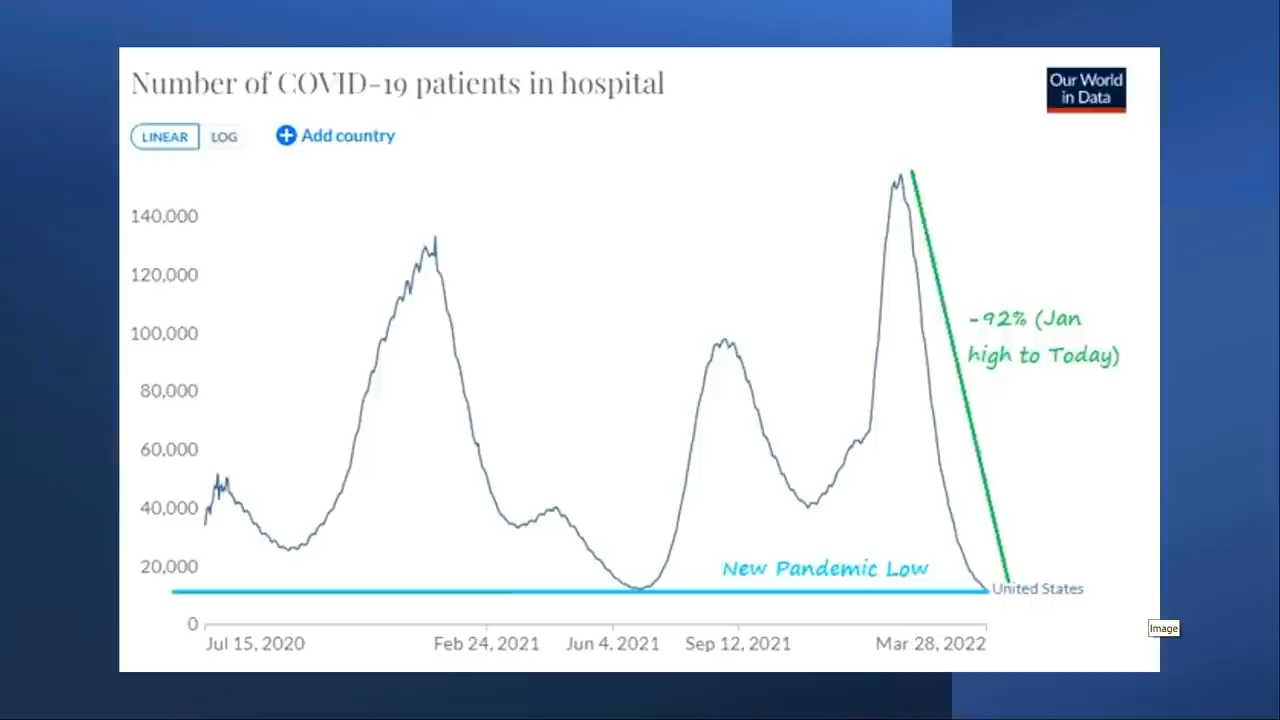 Number of COVID-19 patients in hospital
Our World
in Data
LINEAR LOG
Add country
140,000
120,000
100,000
80,000
60,000
40,000
20,000
0
-92% (Jan
high to Today)
New Pandemic Low
United States
Jul 15, 2020 Feb 24, 2021 Jun 4, 2021 Sep 12, 2021 Mar 28, 2022
Image